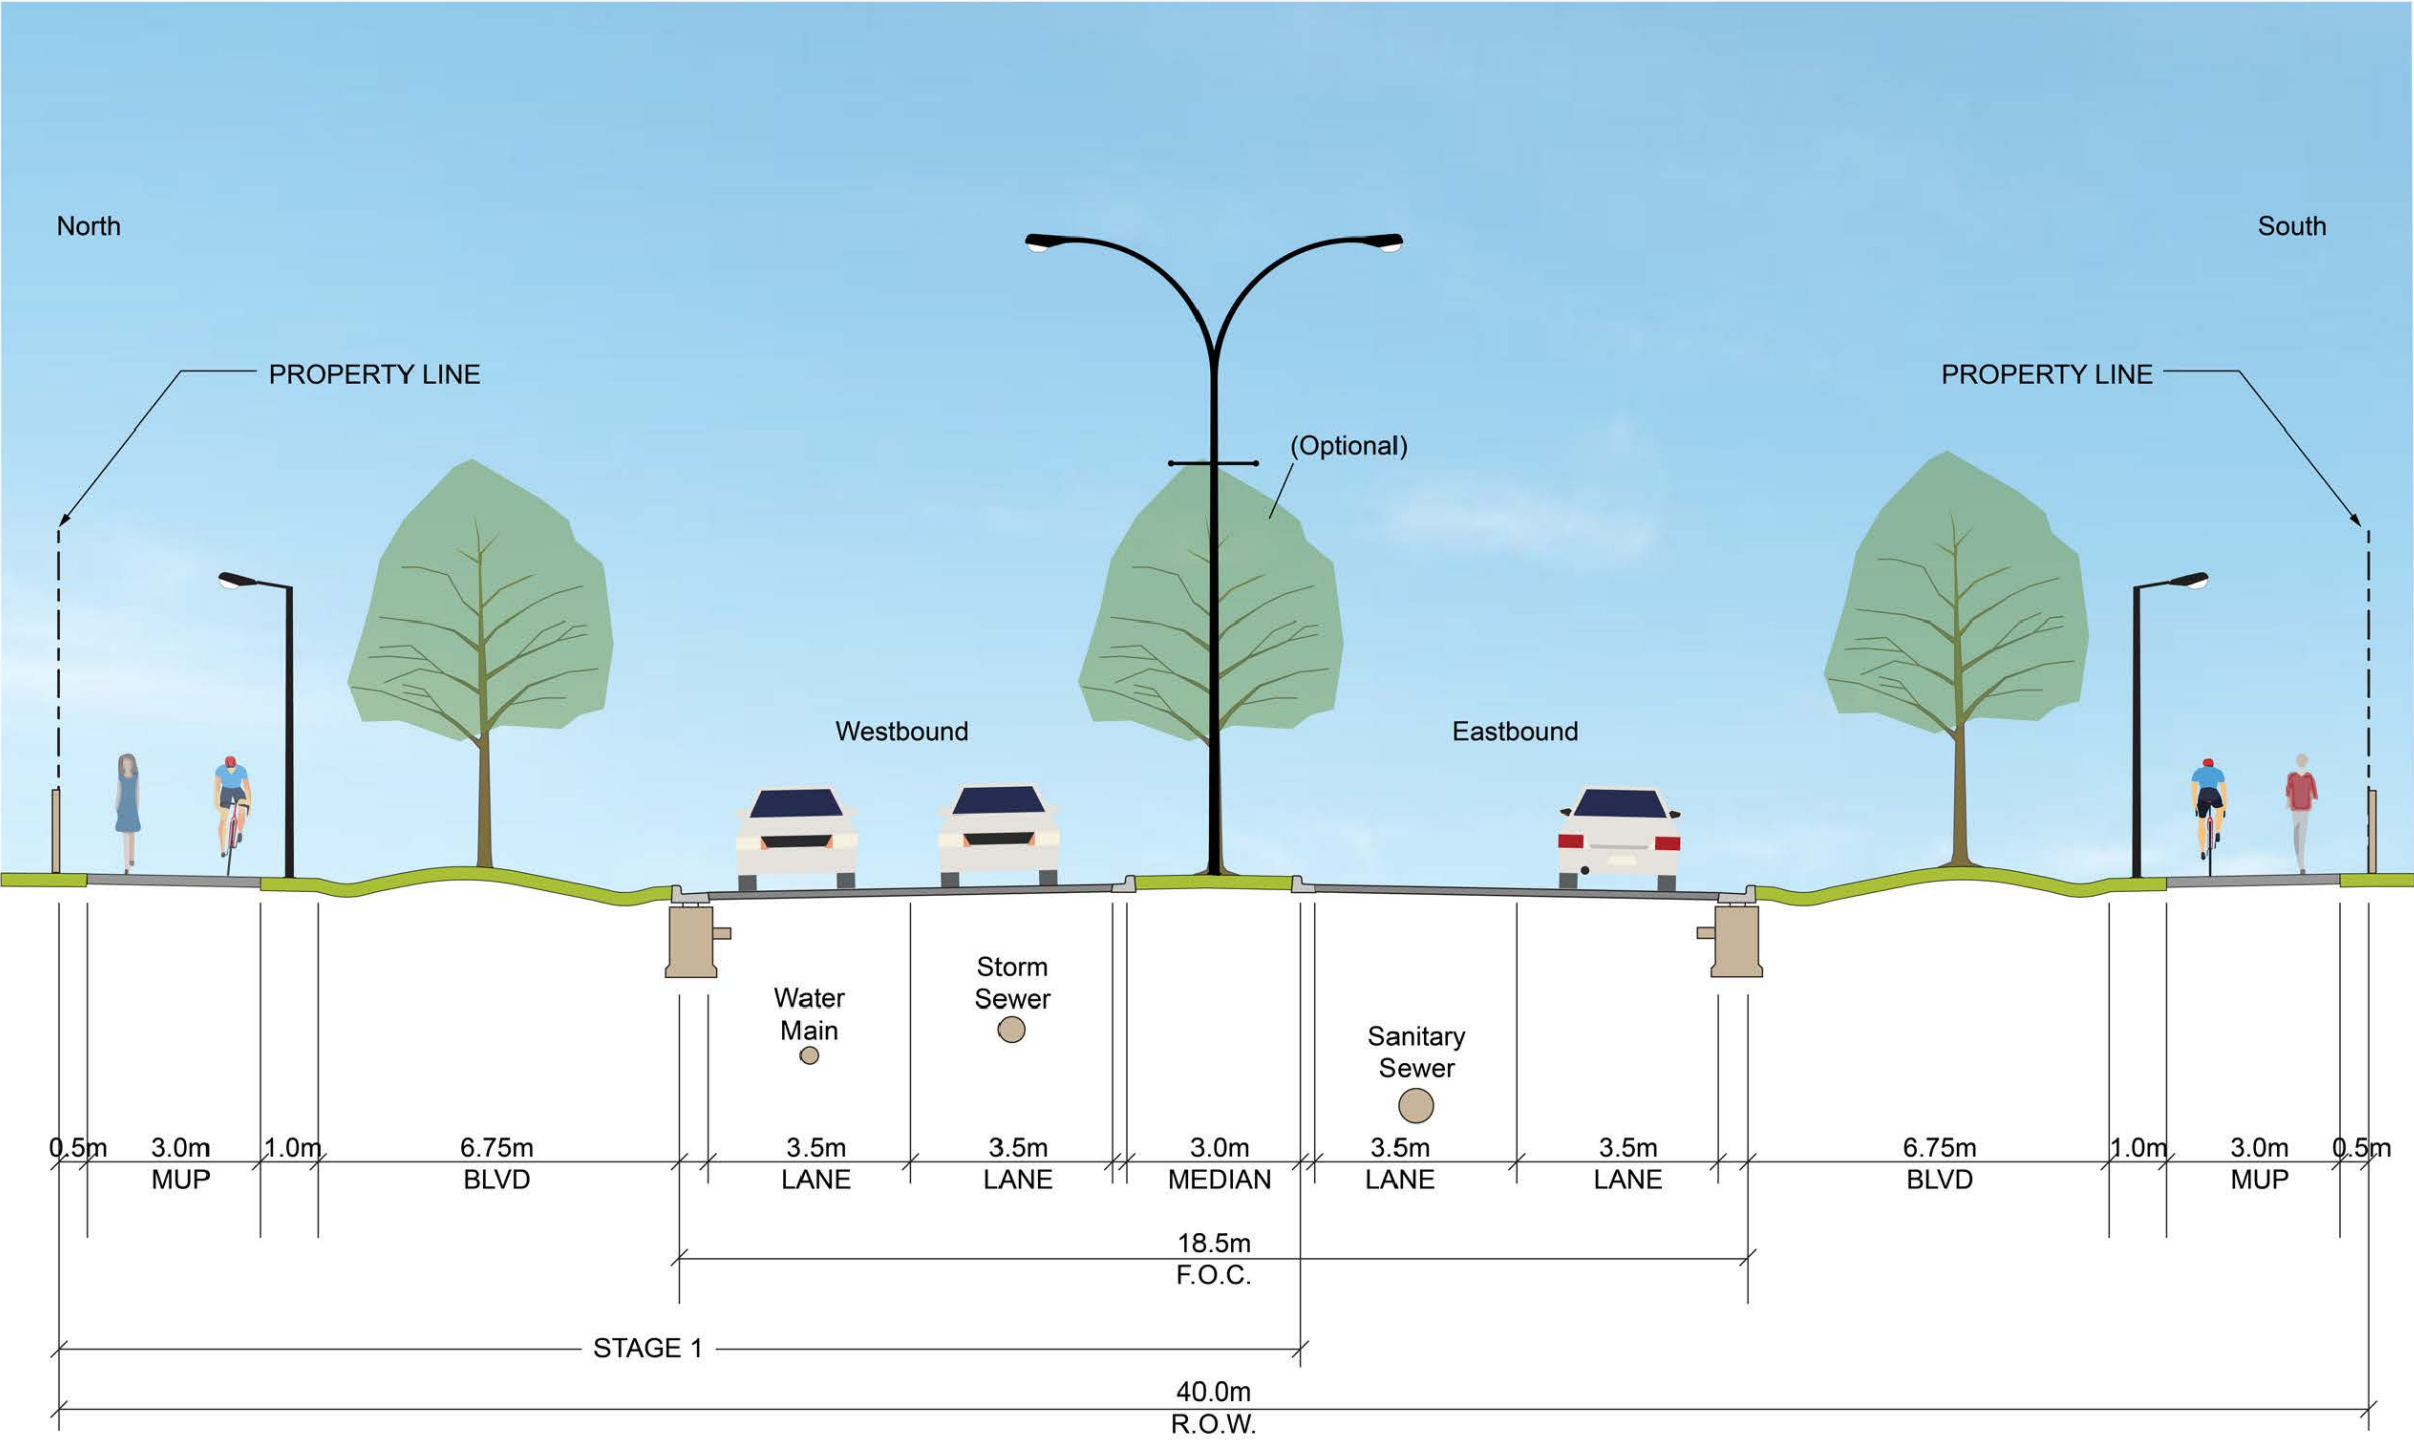 North
South
PROPERTY LINE
PROPERTY LINE
(Optional)
Westbound
Eastbound
Storm
Sewer
Water
Main
Sanitary
Sewer
0.5m 3.0m 1.0m 6.75m 3.5m 3.5m 3.0m 3.5m 3.5m 6.75m 1.0m 3.0m 0.5m
MUP BLVD LANE LANE MEDIAN LANE LANE BLVD MUP
18.5m
F.O.C.
STAGE 1
40.0m
R.O.W.